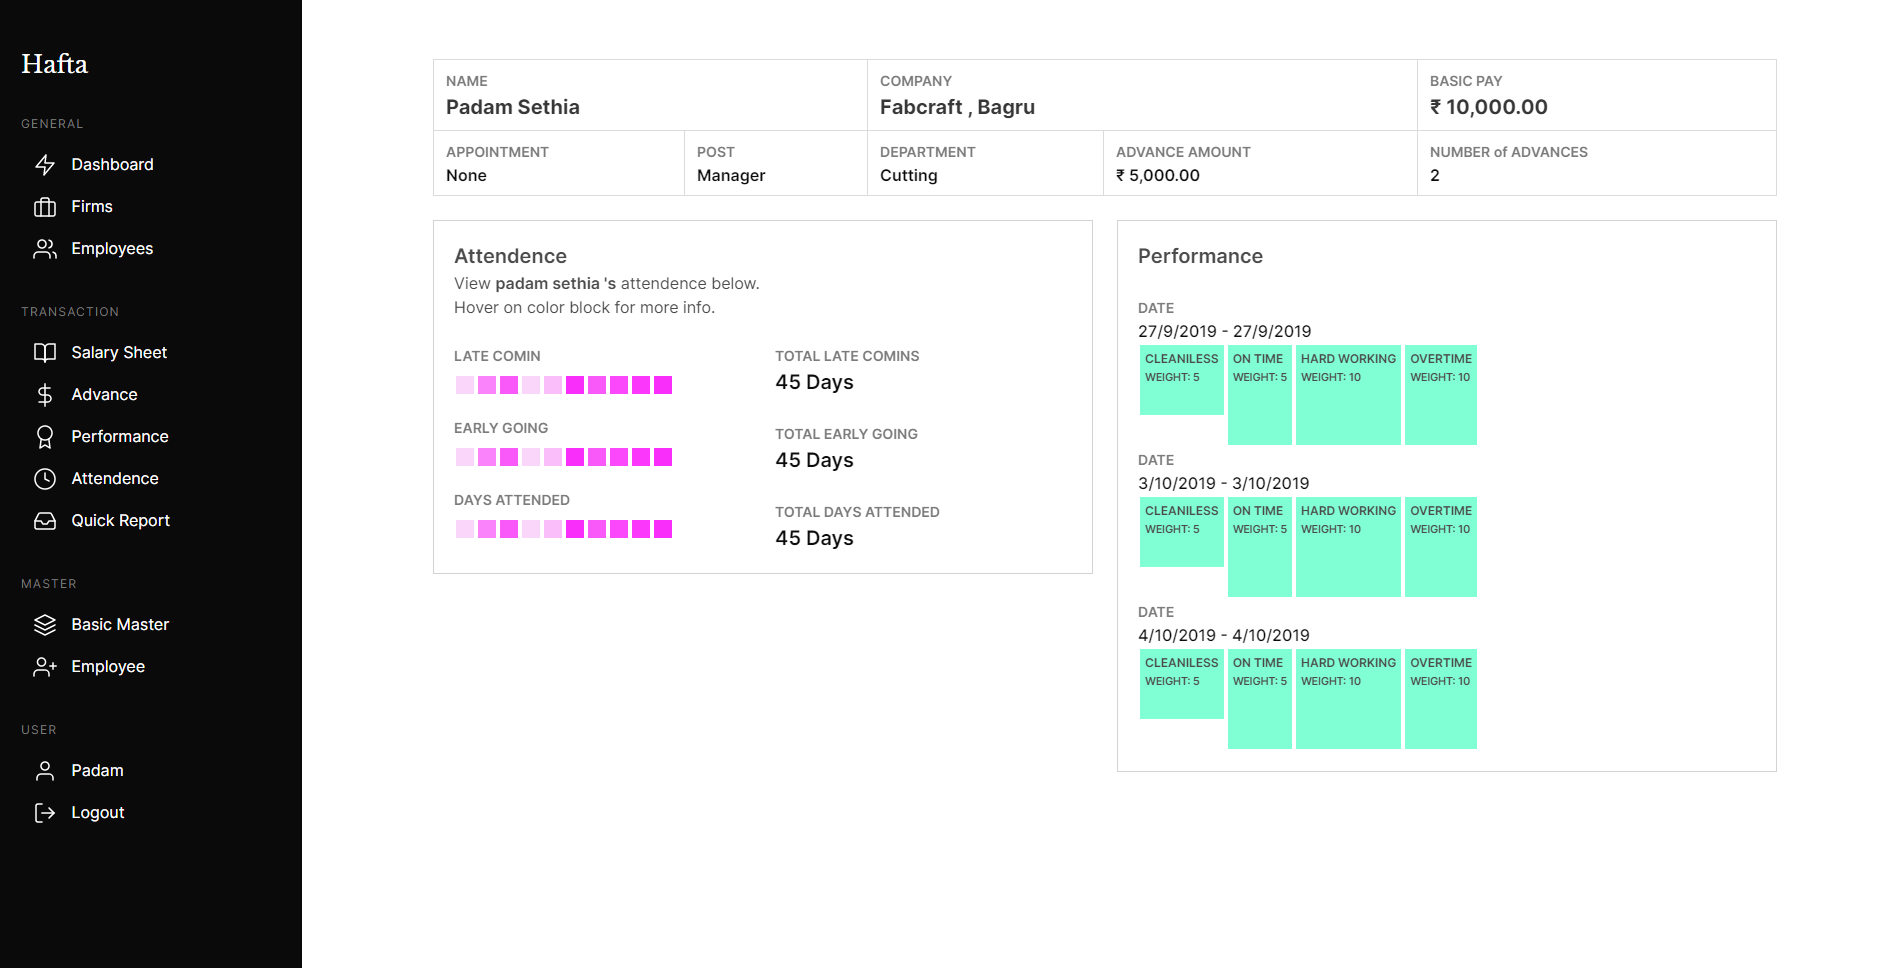 Hafta
GENERAL
Dashboard
Firms
Employees
TRANSACTION
Salary Sheet
Advance
Performance
Attendence
Quick Report
MASTER
Basic Master
Employee
USER
Padam
Logout
NAME
Padam Sethia
COMPANY
Fabcraft , Bagru
BASIC PAY
₹ 10,000.00
APPOINTMENT
None
POST
Manager
DEPARTMENT
Cutting
ADVANCE AMOUNT
₹ 5,000.00
NUMBER of ADVANCES
2
Attendence
View padam sethia 's attendence below.
Hover on color block for more info.
LATE COMIN
EARLY GOING
DAYS ATTENDED
TOTAL LATE COMINS
45 Days
TOTAL EARLY GOING
45 Days
TOTAL DAYS ATTENDED
45 Days
Performance
DATE
27/9/2019 - 27/9/2019
CLEANILESS
WEIGHT: 5
ON TIME
WEIGHT: 5
HARD WORKING
WEIGHT: 10
OVERTIME
WEIGHT: 10
DATE
3/10/2019 - 3/10/2019
CLEANILESS
WEIGHT: 5
ON TIME
WEIGHT: 5
HARD WORKING
WEIGHT: 10
OVERTIME
WEIGHT: 10
DATE
4/10/2019 - 4/10/2019
CLEANILESS
WEIGHT: 5
ON TIME
WEIGHT: 5
HARD WORKING
WEIGHT: 10
OVERTIME
WEIGHT: 10